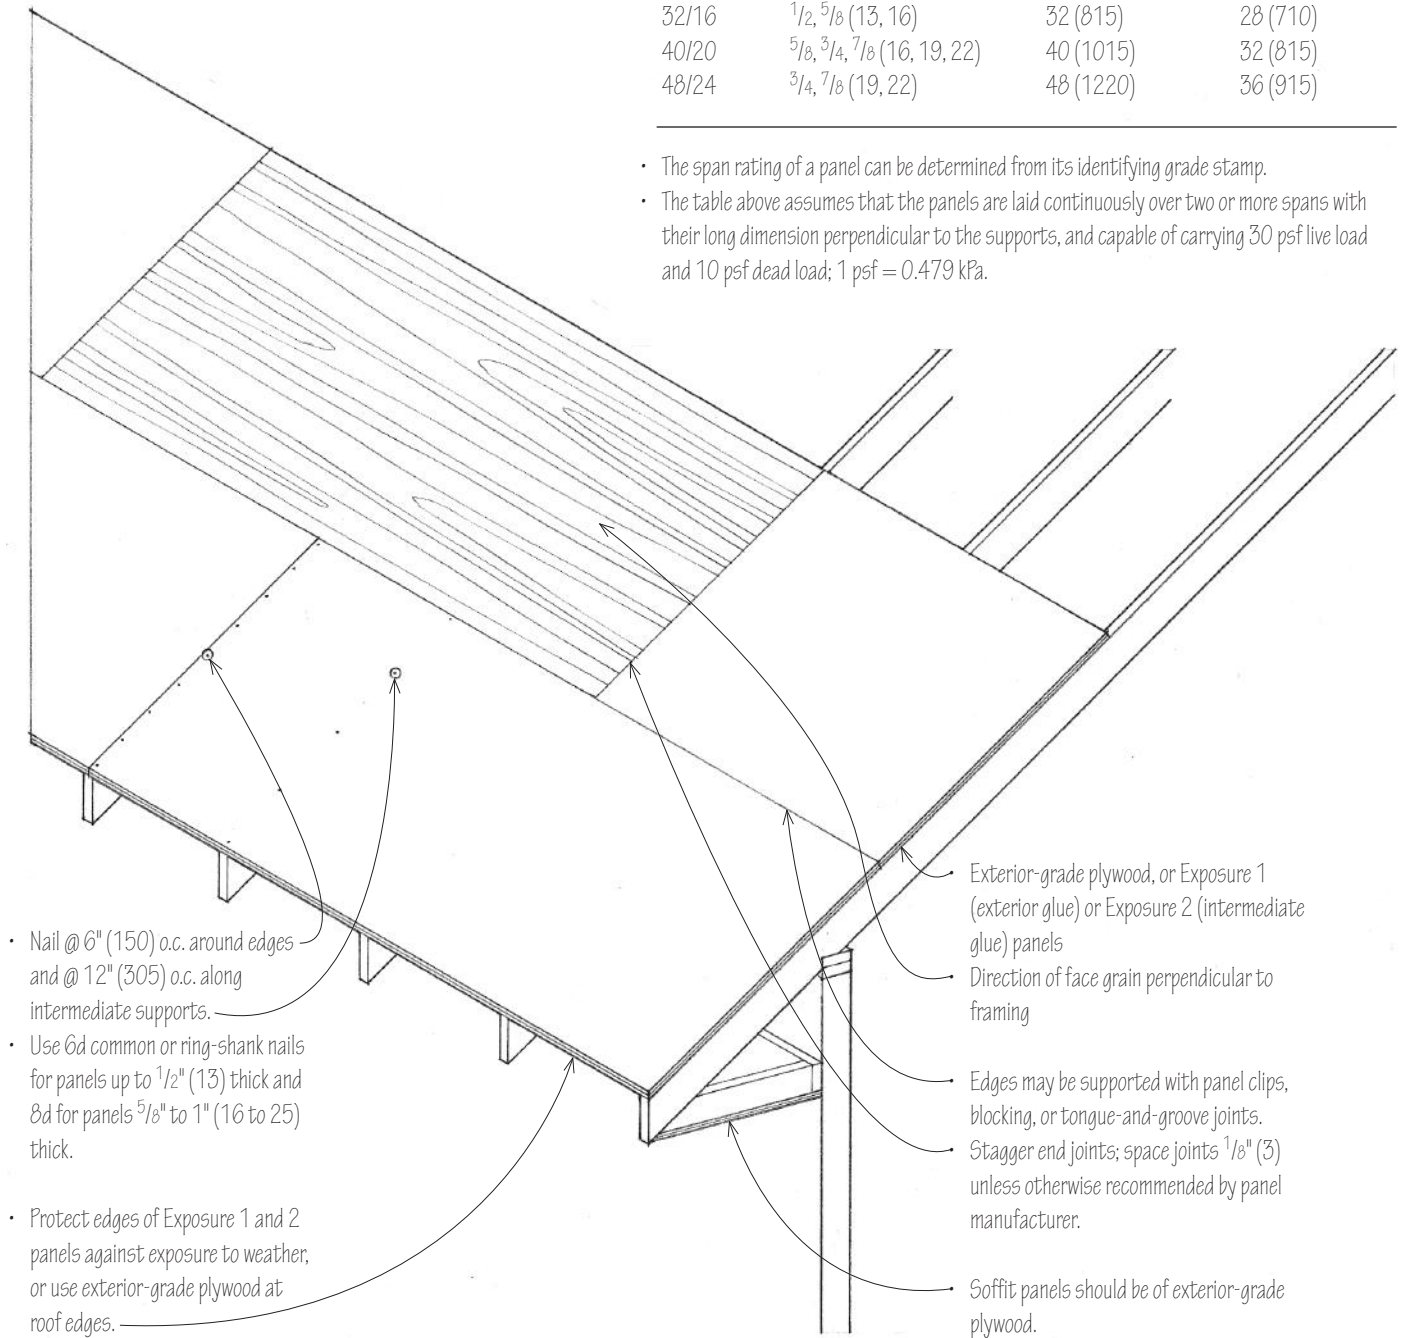 32/16 1/2, 5/8 (13, 16) 32 (815) 28 (710)
40/20 5/8, 3/4, 7/8 (16, 19, 22) 40 (1015) 32 (815)
48/24 3/4, 7/8 (19, 22) 48 (1220) 36 (915)
• The span rating of a panel can be determined from its identifying grade stamp.
• The table above assumes that the panels are laid continuously over two or more spans with
their long dimension perpendicular to the supports, and capable of carrying 30 psf live load
and 10 psf dead load; 1 psf = 0.479 kPa.
• Nail @ 6" (150) o.c. around edges
and @ 12" (305) o.c. along
intermediate supports.
• Use 6d common or ring-shank nails
for panels up to 1/2" (13) thick and
8d for panels 5/8" to 1" (16 to 25)
thick.
• Protect edges of Exposure 1 and 2
panels against exposure to weather,
or use exterior-grade plywood at
roof edges.
• Exterior-grade plywood, or Exposure 1
(exterior glue) or Exposure 2 (intermediate
glue) panels
• Direction of face grain perpendicular to
framing
• Edges may be supported with panel clips,
blocking, or tongue-and-groove joints.
• Stagger end joints; space joints 1/8" (3)
unless otherwise recommended by panel
manufacturer.
• Soffit panels should be of exterior-grade
plywood.